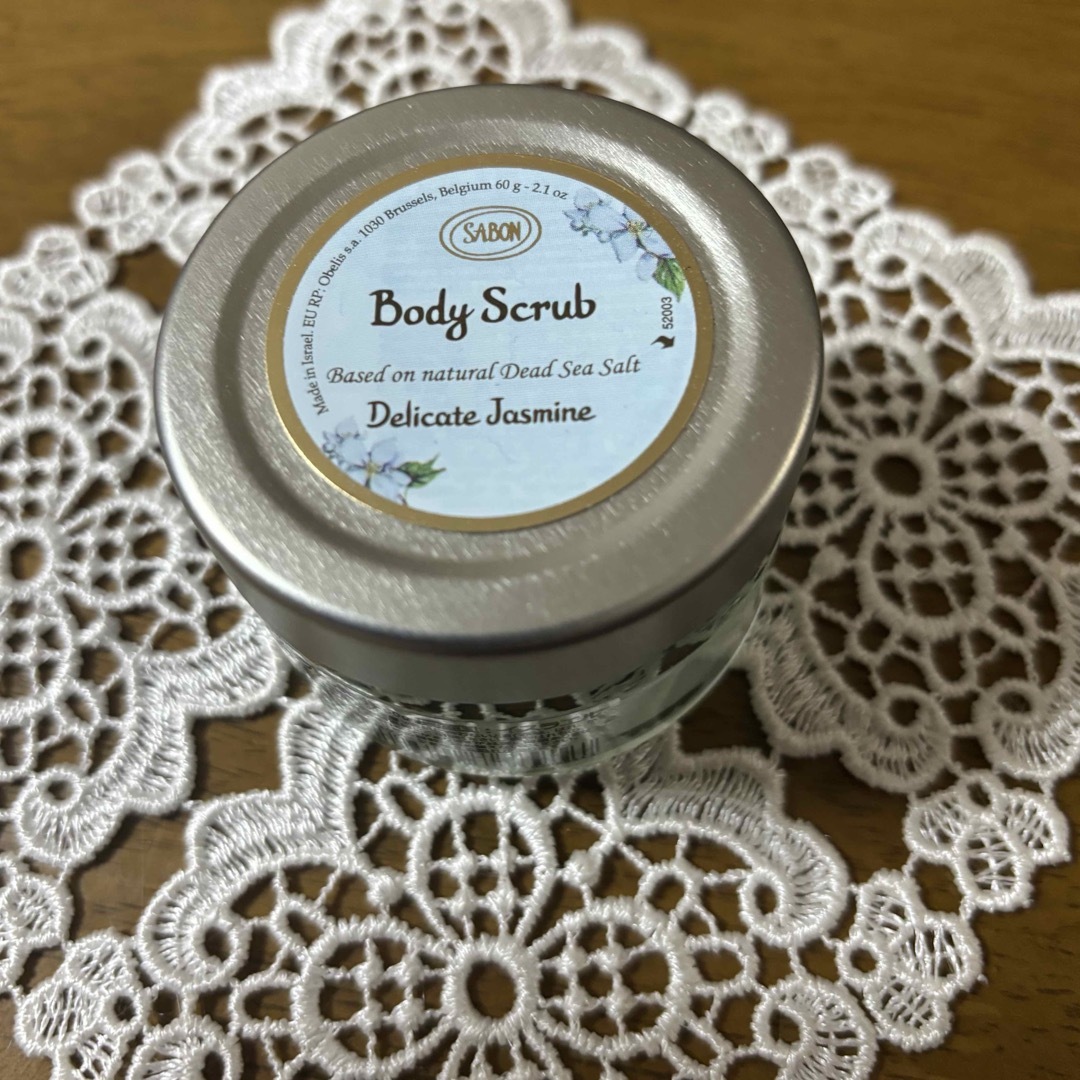 Made in Israel. EU RP: Obelis s.a. 1030 Brussels, Belgium 60 g - 2.1 oz
SABON
Body Scrub
52003
Based on natural Dead Sea Salt
Delicate Jasmine